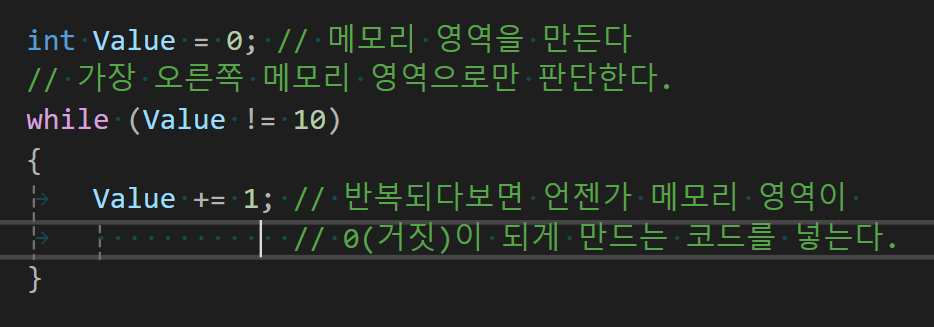 int Value = 0; // 메모리 영역을 만든다
// 가장 오른쪽 메모리 영역으로만 판단한다.
while (Value != 10)
{
Value += 1; // 반복되다보면 언젠가 메모리 영역이
// 0(거짓)이 되게 만드는 코드를 넣는다.
}